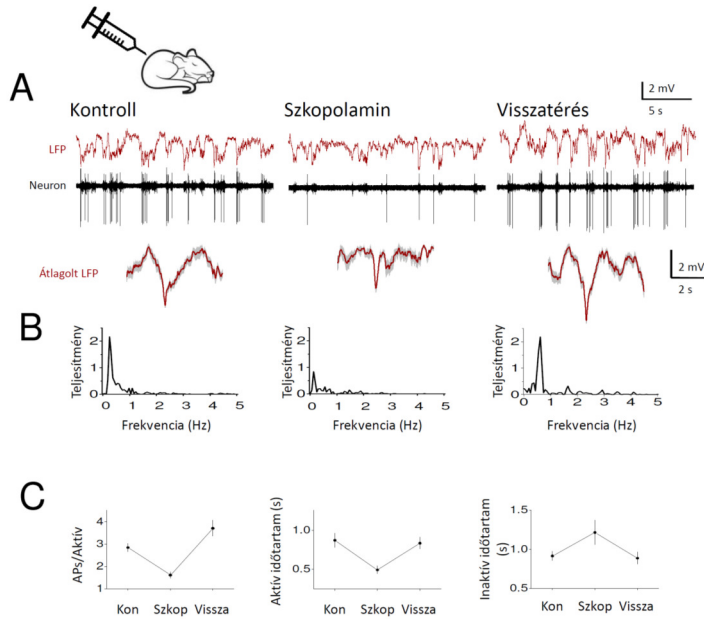 A
Kontroll
Szkopolamin
Visszatérés
2 mV
5 s
LFP
Neuron
Átlagolt LFP
2 mV
2 s
B
Teljesítmény
2
1
0
0 1 2 3 4 5
Frekvencia (Hz)
Teljesítmény
2
1
0
0 1 2 3 4 5
Frekvencia (Hz)
Teljesítmény
2
1
0
0 1 2 3 4 5
Frekvencia (Hz)
C
APs/Aktív
4
3
2
1
Kon Szkop Vissza
Aktív időtartam (s)
1.0
0.5
Kon Szkop Vissza
Inaktív időtartam
(s)
1.5
1.0
0.5
Kon Szkop Vissza